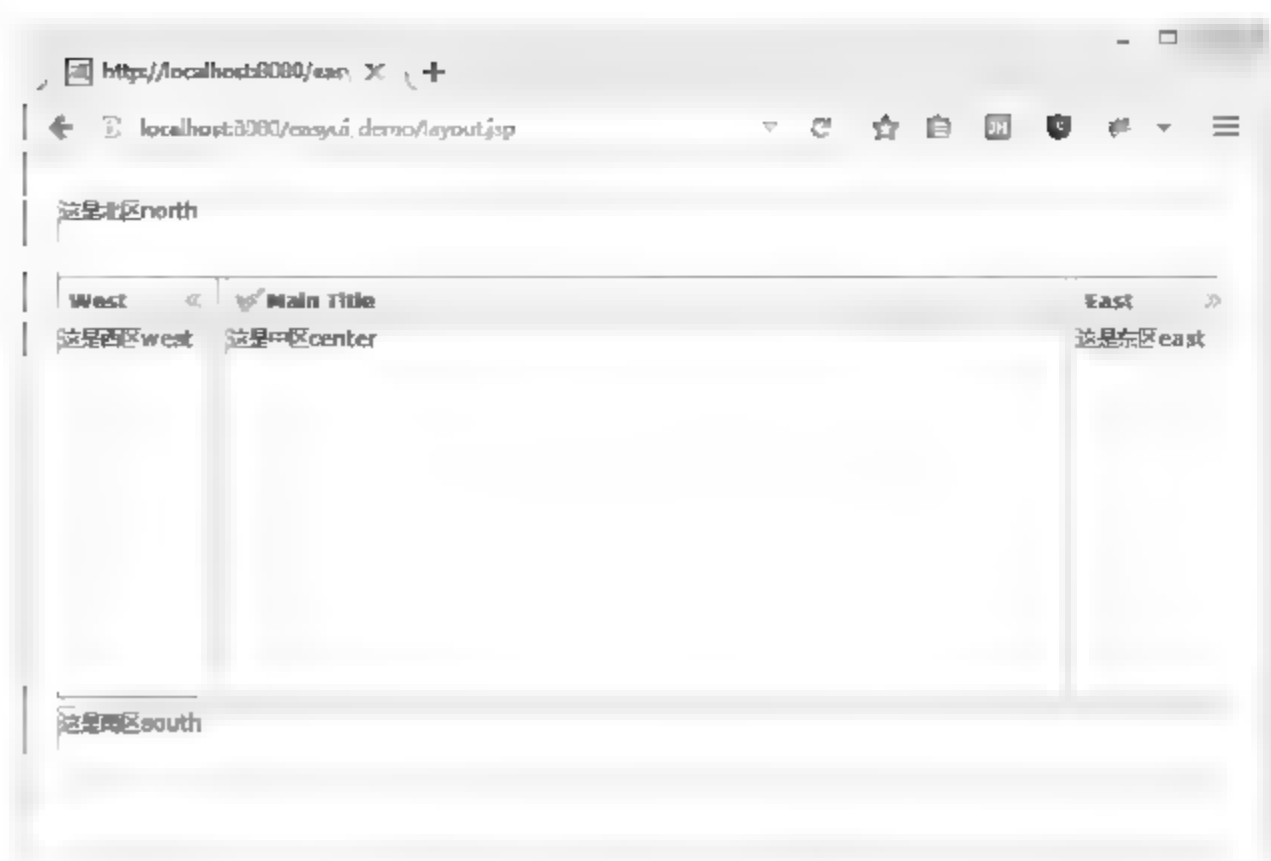 http://localhost:8080/eas
localhost:8080/easyui_demo/layout.jsp
这是北区north
West
Main Title
East
这是西区west
这是中区center
这是东区east
这是南区south